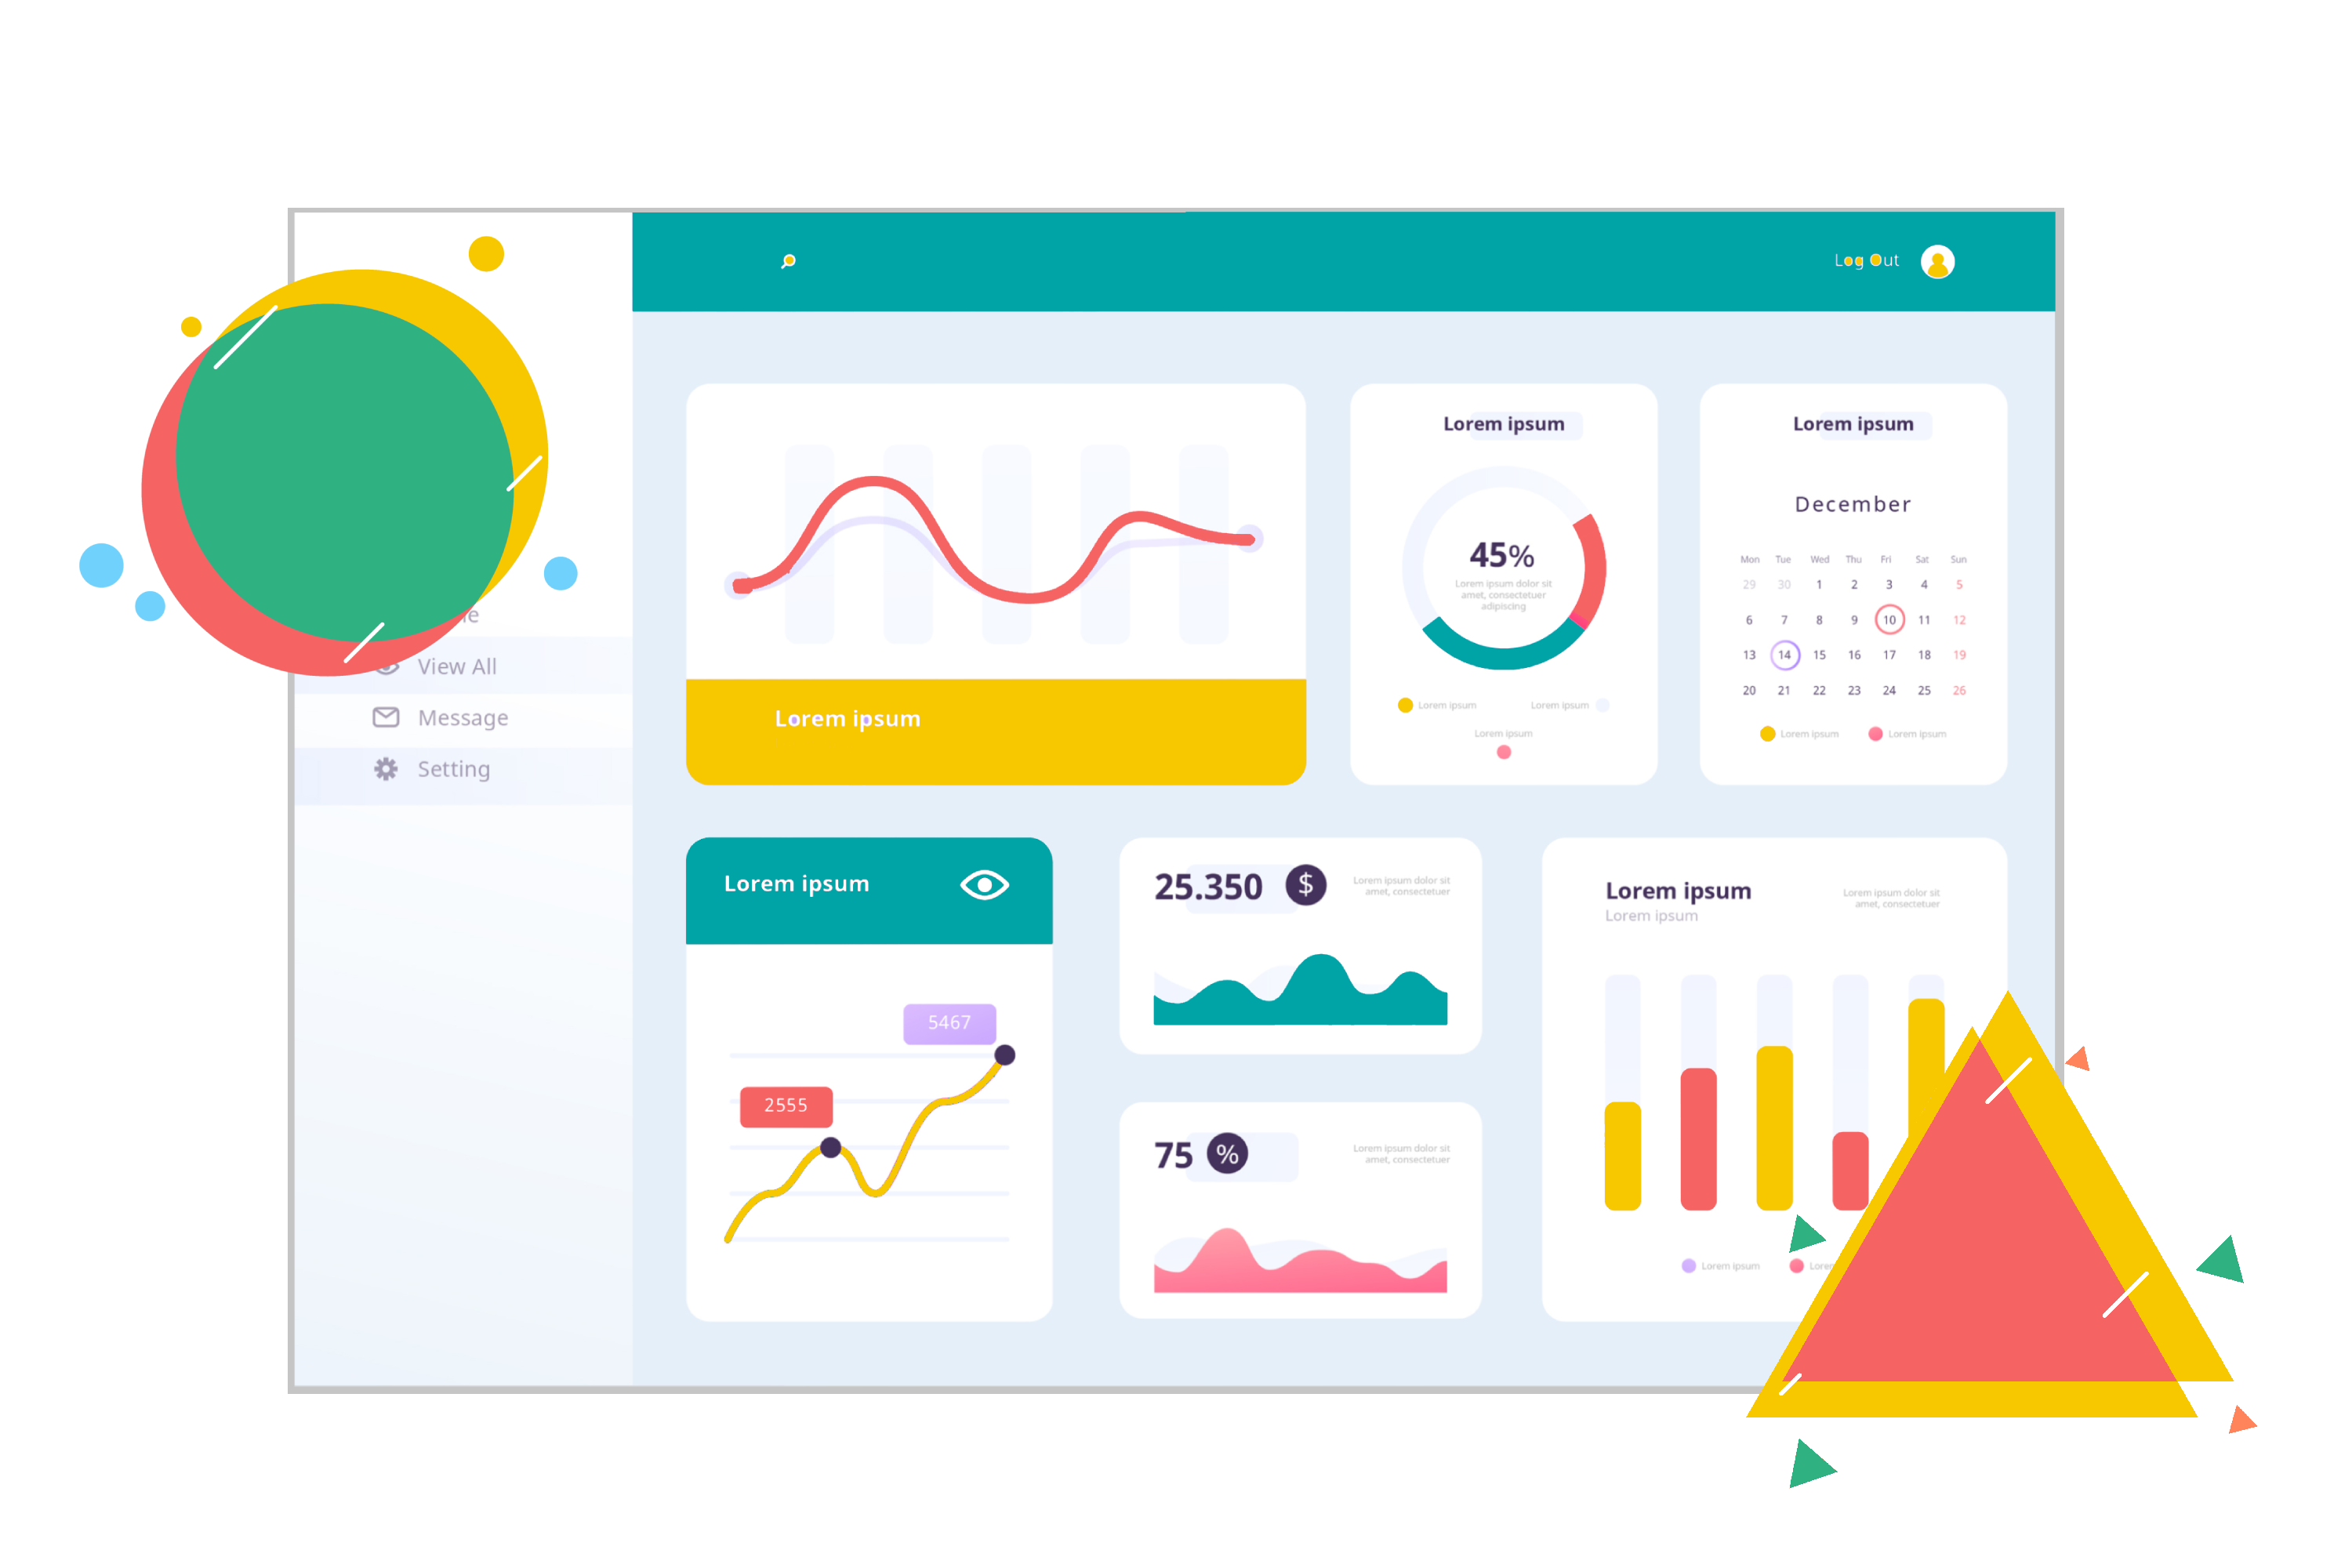 Log Out
e
View All
Message
Setting
Lorem ipsum
Lorem ipsum
45%
Lorem ipsum dolor sit
amet, consectetuer
adipiscing
Lorem ipsum
Lorem ipsum
Lorem ipsum
Lorem ipsum
December
Mon Tue Wed Thu Fri Sat Sun
29 30 1 2 3 4 5
6 7 8 9 10 11 12
13 14 15 16 17 18 19
20 21 22 23 24 25 26
Lorem ipsum Lorem ipsum
Lorem ipsum
5467
2555
25.350 $
Lorem ipsum dolor sit
amet, consectetuer
75 %
Lorem ipsum dolor sit
amet, consectetuer
Lorem ipsum
Lorem ipsum
Lorem ipsum dolor sit
amet, consectetuer
Lorem ipsum